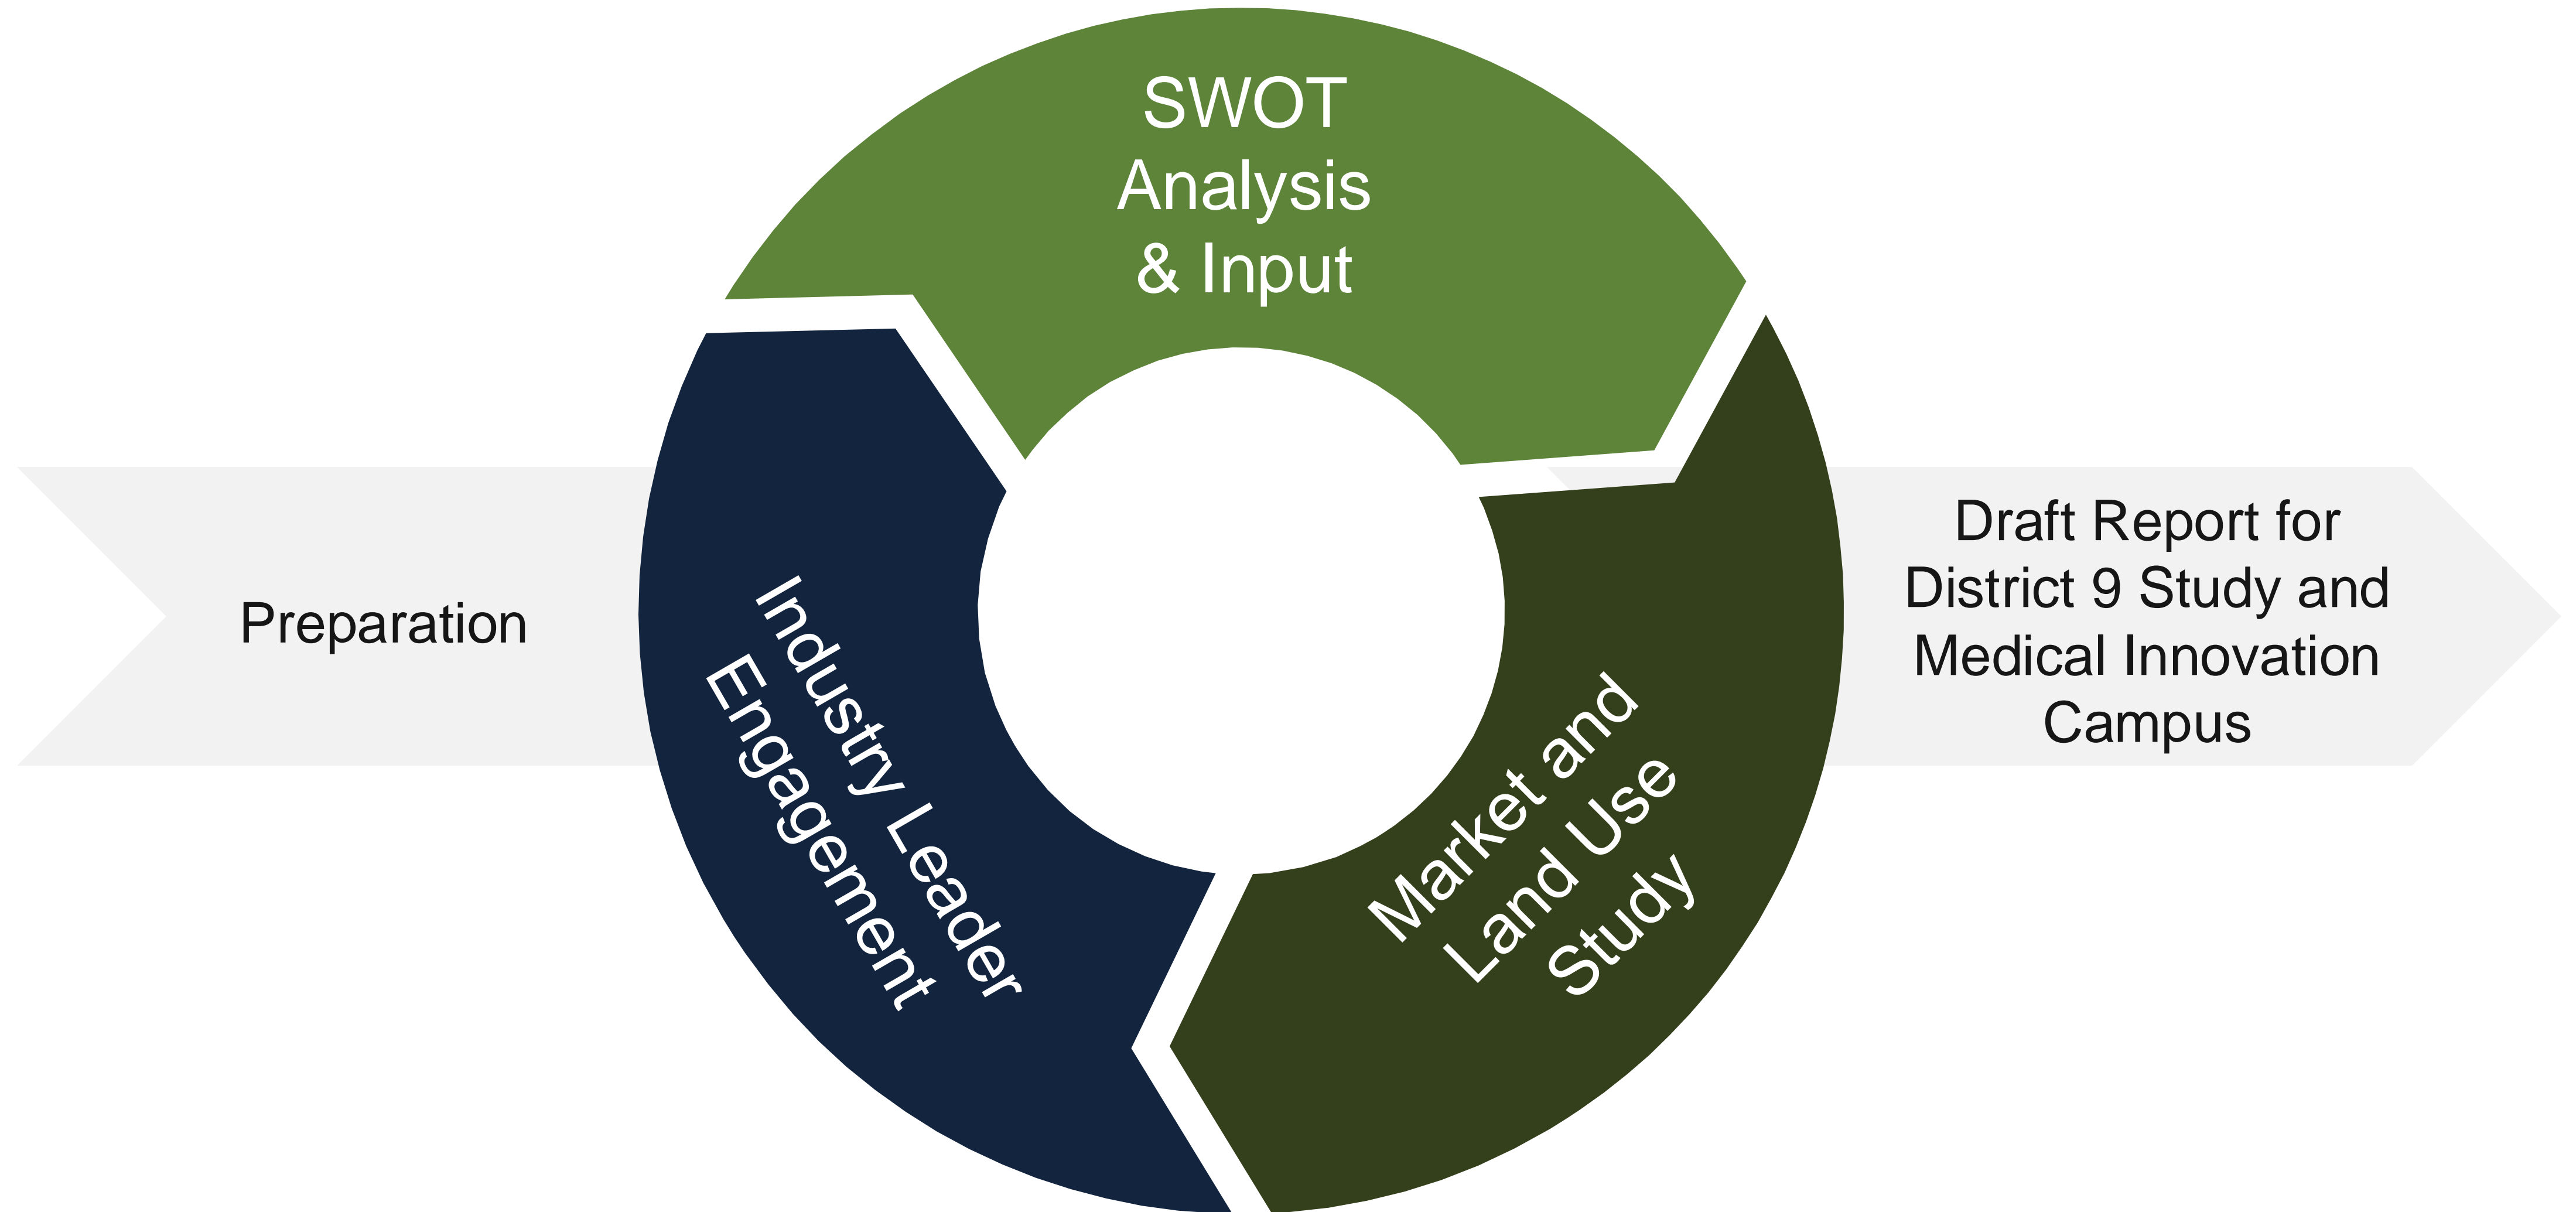 SWOT
Analysis
& Input
Preparation
Industry Leader
Engagement
Market and
Land Use
Study
Draft Report for
District 9 Study and
Medical Innovation
Campus